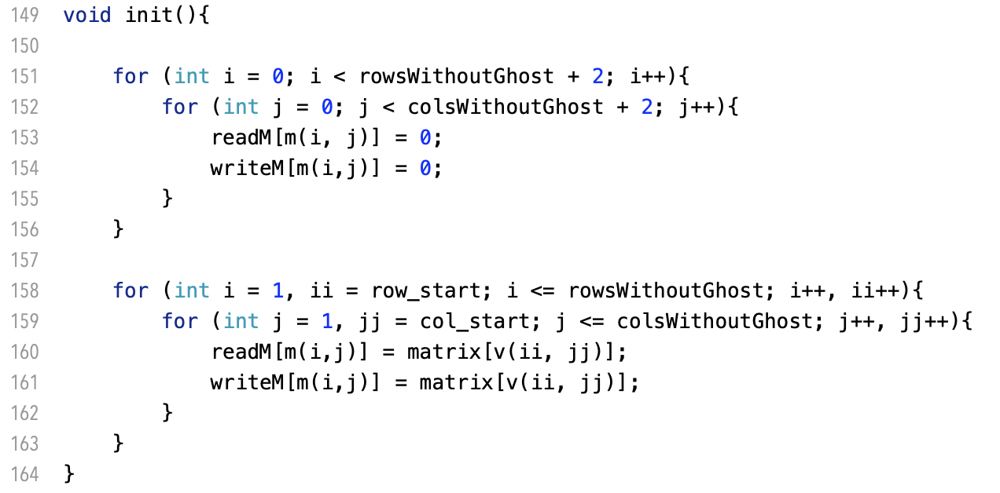 149 void init(){
150
151     for (int i = 0; i < rowsWithoutGhost + 2; i++){
152         for (int j = 0; j < colsWithoutGhost + 2; j++){
153             readM[m(i, j)] = 0;
154             writeM[m(i,j)] = 0;
155         }
156     }
157
158     for (int i = 1, ii = row_start; i <= rowsWithoutGhost; i++, ii++){
159         for (int j = 1, jj = col_start; j <= colsWithoutGhost; j++, jj++){
160             readM[m(i,j)] = matrix[v(ii, jj)];
161             writeM[m(i,j)] = matrix[v(ii, jj)];
162         }
163     }
164 }